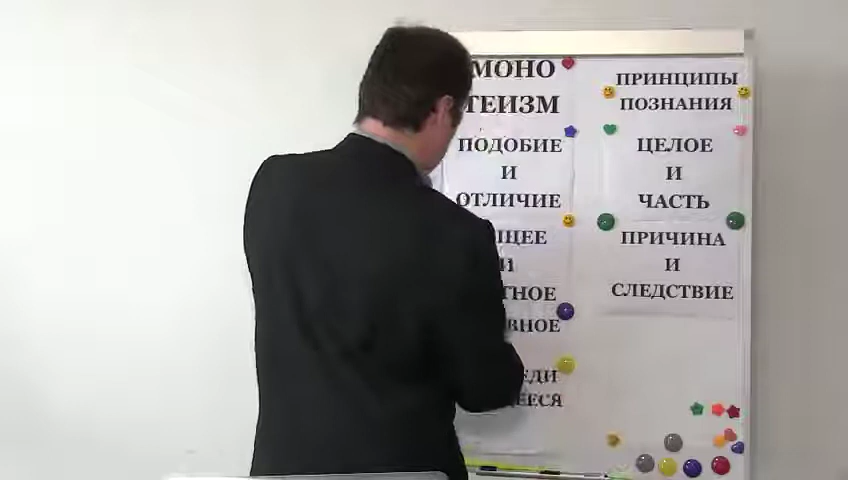 МОНО
ТЕИЗМ
ПОДОБИЕ
И
ОТЛИЧИЕ
И
ПРИНЦИПЫ
ПОЗНАНИЯ
ЦЕЛОЕ
И
ЧАСТЬ
ПРИЧИНА
И
СЛЕДСТВИЕ